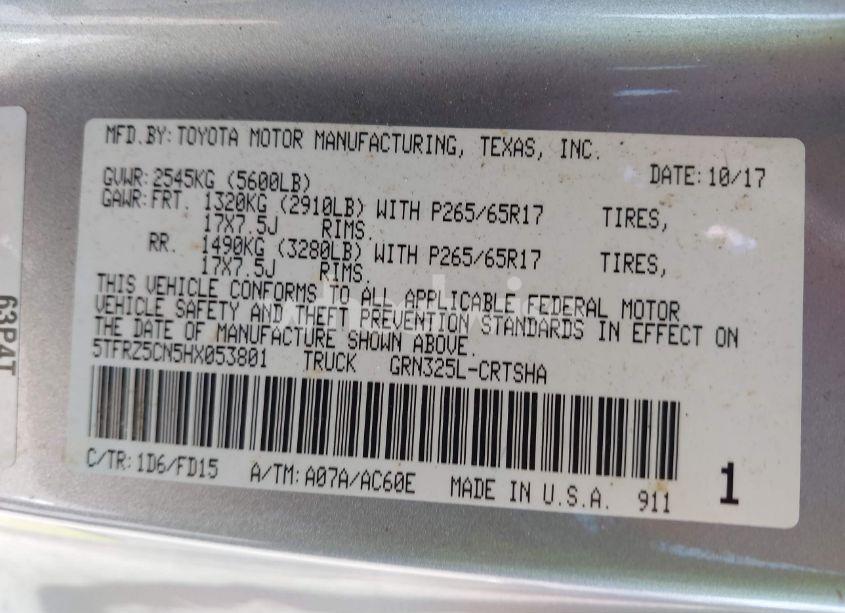 MFD.BY:TOYOTA MOTOR MANUFACTURING, TEXAS, INC.
DATE:10/17
GVWR:2545KG (5600LB)
GAWR:FRT. 1320KG (2910LB) WITH P265/65R17 TIRES,
17X7.5J RIMS.
RR. 1490KG (3280LB) WITH P265/65R17 TIRES,
17X7.5J RIMS.
THIS VEHICLE CONFORMS TO ALL APPLICABLE FEDERAL MOTOR
VEHICLE SAFETY AND THEFT PREVENTION STANDARDS IN EFFECT ON
THE DATE OF MANUFACTURE SHOWN ABOVE.
5TFRZ5CN5HX053801 TRUCK GRN325L-CRTSHA
C/TR:1D6/FD15 A/TM:A07A/AC60E MADE IN U.S.A. 911 1
63P4T